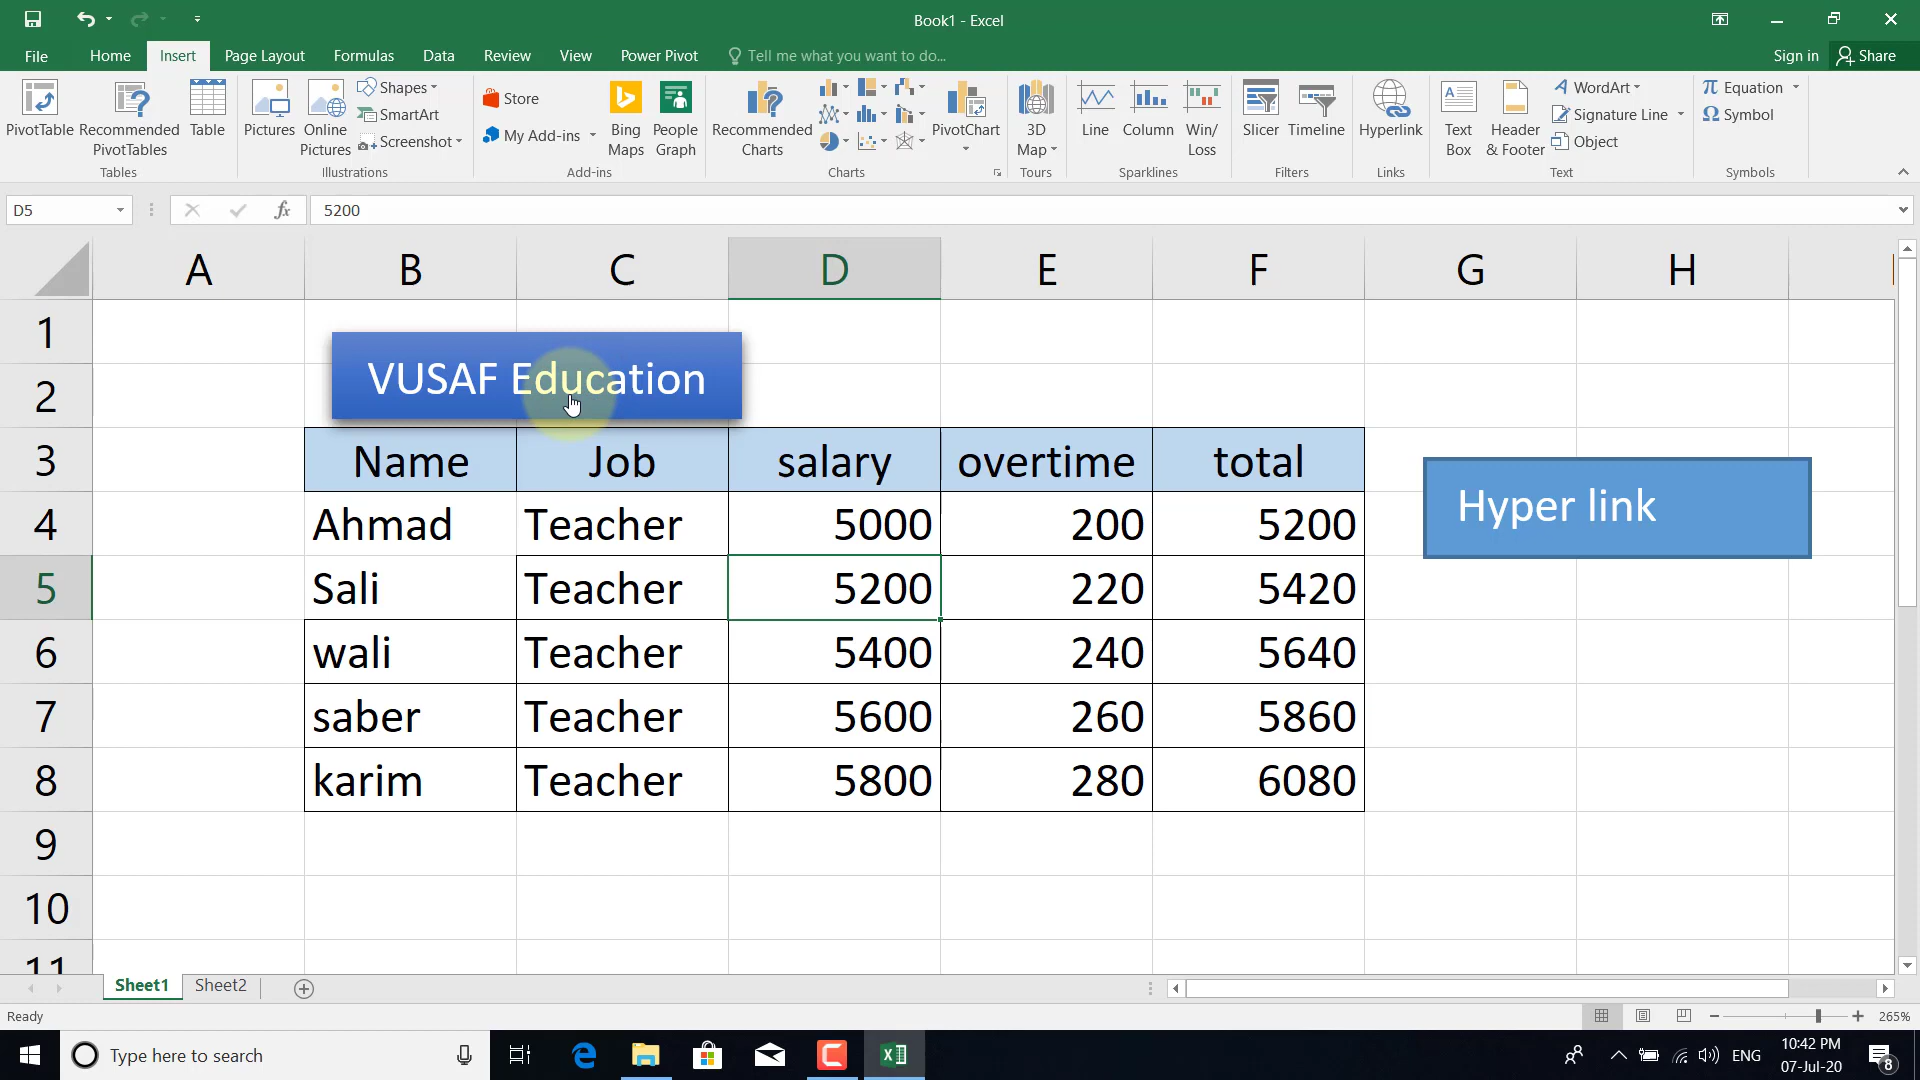 Book1 - Excel
File Home Insert Page Layout Formulas Data Review View Power Pivot Tell me what you want to do... Sign in Share
PivotTable
Recommended
PivotTables
Table
Tables
Pictures
Online
Pictures
Shapes
SmartArt
Screenshot
Illustrations
Store
My Add-ins
Bing
Maps
People
Graph
Add-ins
Recommended
Charts
PivotChart
Charts
3D
Map
Tours
Line
Column
Win/
Loss
Sparklines
Slicer
Timeline
Filters
Hyperlink
Links
Text
Box
Header
& Footer
WordArt
Signature Line
Object
Text
π Equation
Ω Symbol
Symbols
D5 fx 5200
A B C D E F G H
1
VUSAF Education
2
3 Name Job salary overtime total
Hyper link
4 Ahmad Teacher 5000 200 5200
5 Sali Teacher 5200 220 5420
6 wali Teacher 5400 240 5640
7 saber Teacher 5600 260 5860
8 karim Teacher 5800 280 6080
9
10
11
Sheet1 Sheet2
Ready 265%
Type here to search ENG 10:42 PM
07-Jul-20 8